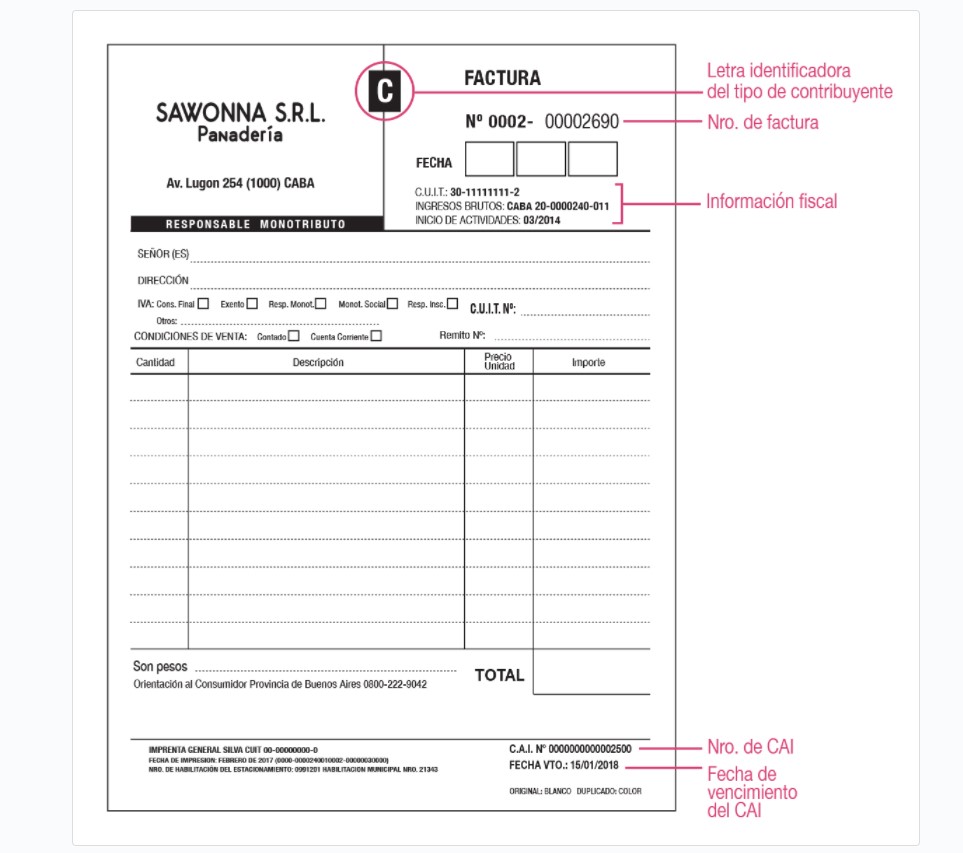 C
FACTURA
SAWONNA S.R.L.
Panadería
Nº 0002- 00002690
FECHA
Av. Lugon 254 (1000) CABA
C.U.I.T.: 30-11111111-2
INGRESOS BRUTOS: CABA 20-0000240-011
INICIO DE ACTIVIDADES: 03/2014
RESPONSABLE MONOTRIBUTO
Letra identificadora
del tipo de contribuyente
Nro. de factura
Información fiscal
SEÑOR (ES)
DIRECCIÓN
IVA: Cons. Final Exento Resp. Monot. Monot. Social Resp. Insc. C.U.I.T. Nº:
Otros:
CONDICIONES DE VENTA: Contado Cuenta Corriente Remito Nº:
Cantidad Descripción Precio Unidad Importe
Son pesos TOTAL
Orientación al Consumidor Provincia de Buenos Aires 0800-222-9042
IMPRENTA GENERAL SILVA CUIT 00-00000000-0
FECHA DE IMPRESION: FEBRERO DE 2017 (0000-0000240010002-00000030000)
NRO. DE HABILITACIÓN DEL ESTACIONAMIENTO: 0991201 HABILITACION MUNICIPAL NRO. 21343
C.A.I. Nº 0000000000002500
FECHA VTO.: 15/01/2018
ORIGINAL: BLANCO DUPLICADO: COLOR
Nro. de CAI
Fecha de
vencimiento
del CAI